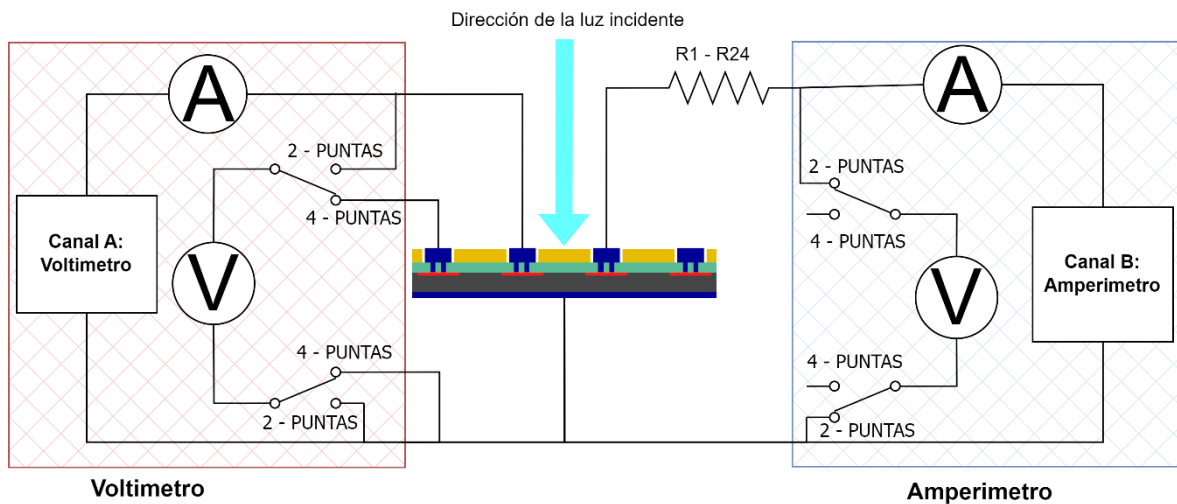 Dirección de la luz incidente
R1 - R24
A
A
2 - PUNTAS
4 - PUNTAS
Canal A:
Voltimetro
V
4 - PUNTAS
2 - PUNTAS
2 - PUNTAS
4 - PUNTAS
V
Canal B:
Amperimetro
4 - PUNTAS
2 - PUNTAS
Voltimetro
Amperimetro